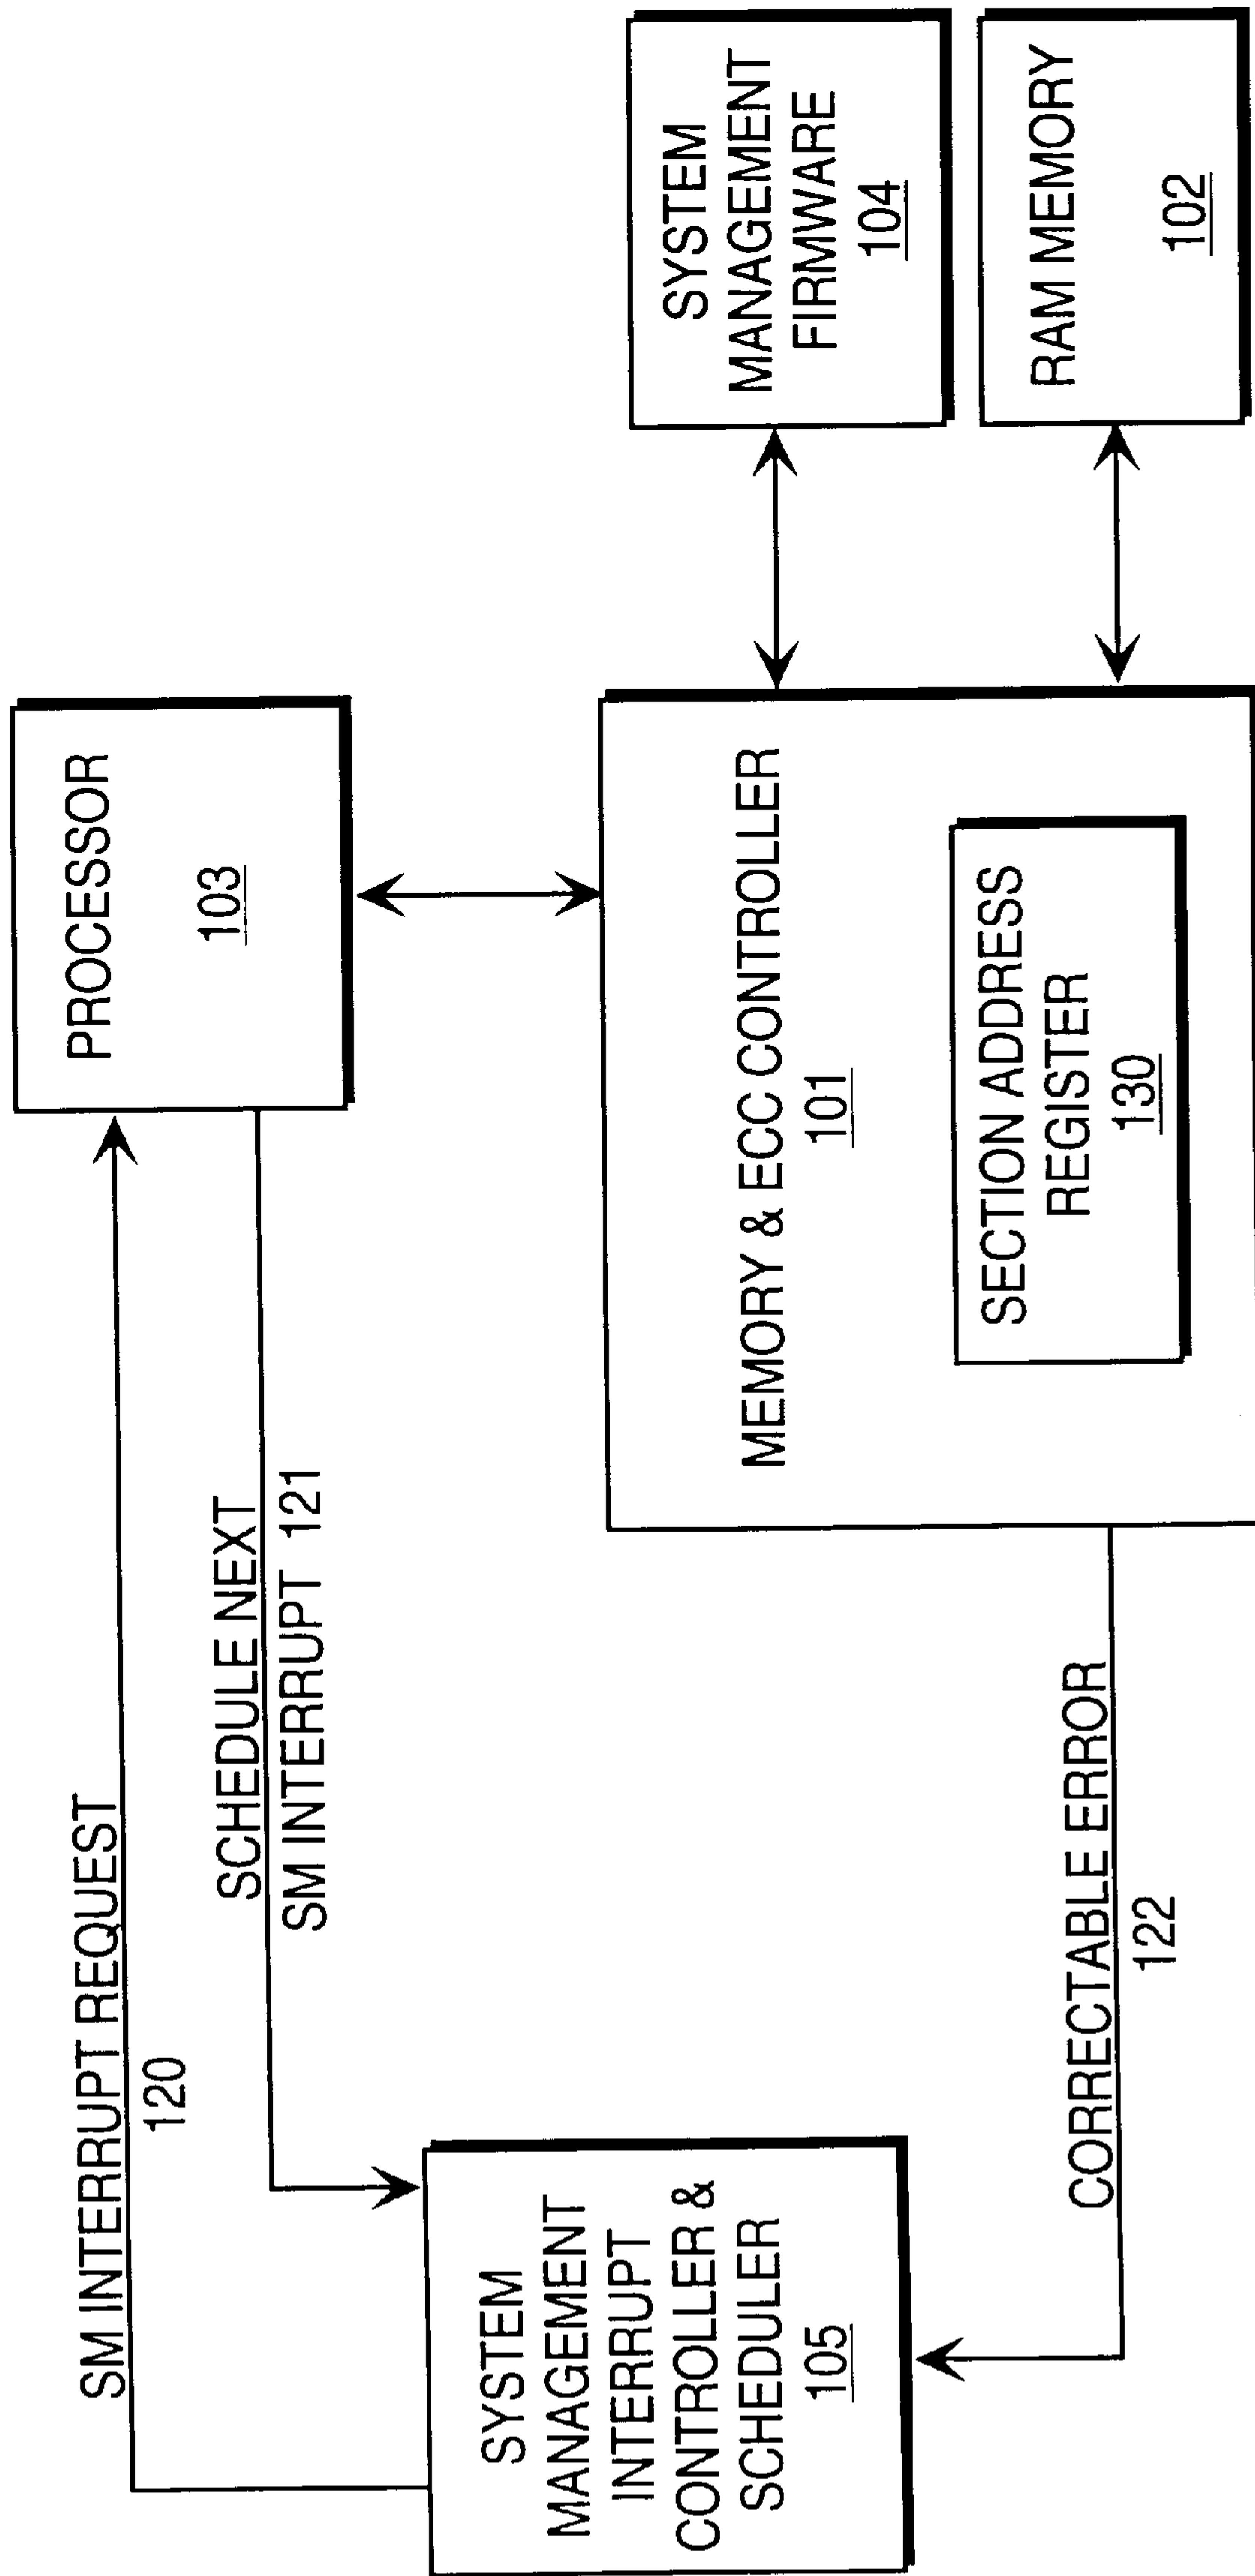 SM INTERRUPT REQUEST
120
SCHEDULE NEXT
SM INTERRUPT 121
PROCESSOR
103
SYSTEM
MANAGEMENT
INTERRUPT
CONTROLLER &
SCHEDULER
105
MEMORY & ECC CONTROLLER
101
SECTION ADDRESS
REGISTER
130
SYSTEM
MANAGEMENT
FIRMWARE
104
RAM MEMORY
102
CORRECTABLE ERROR
122